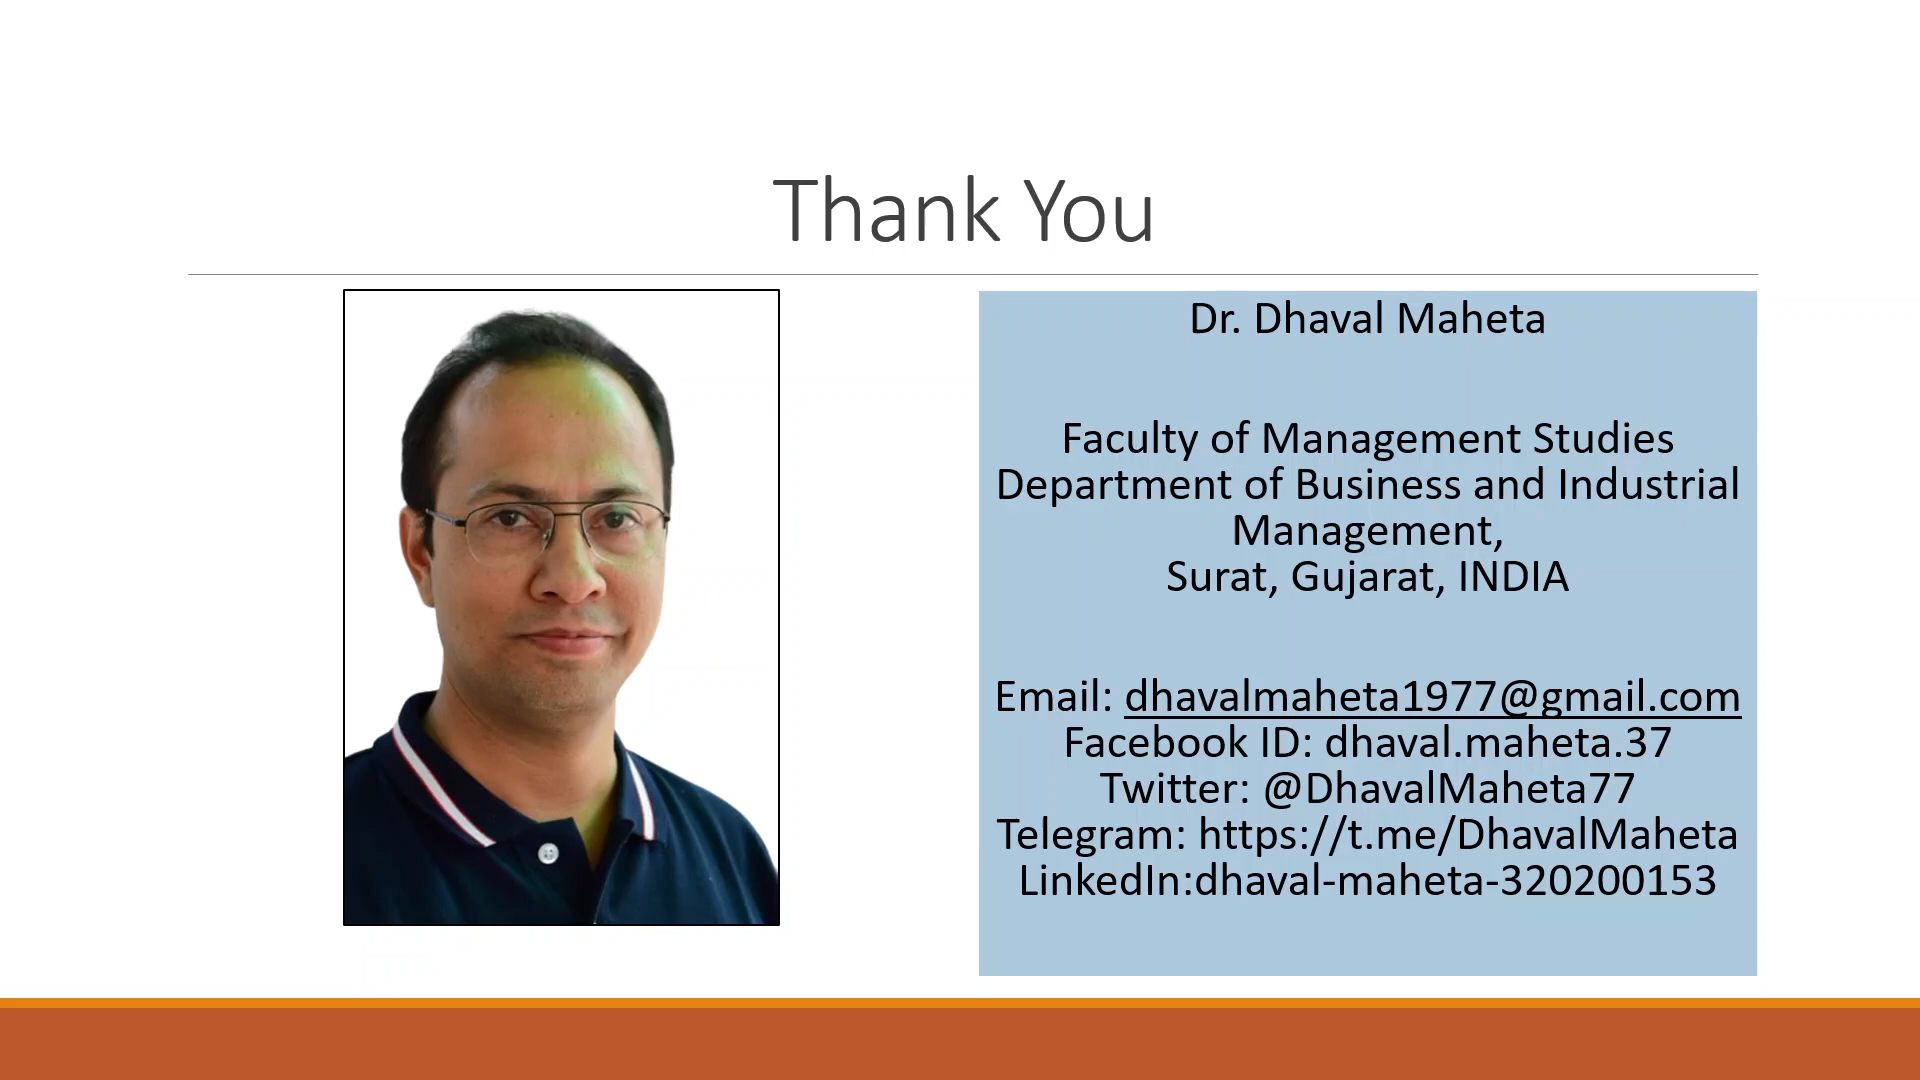 Thank You
Dr. Dhaval Maheta
Faculty of Management Studies
Department of Business and Industrial
Management,
Surat, Gujarat, INDIA
Email: dhavalmaheta1977@gmail.com
Facebook ID: dhaval.maheta.37
Twitter: @DhavalMaheta77
Telegram: https://t.me/DhavalMaheta
LinkedIn:dhaval-maheta-320200153